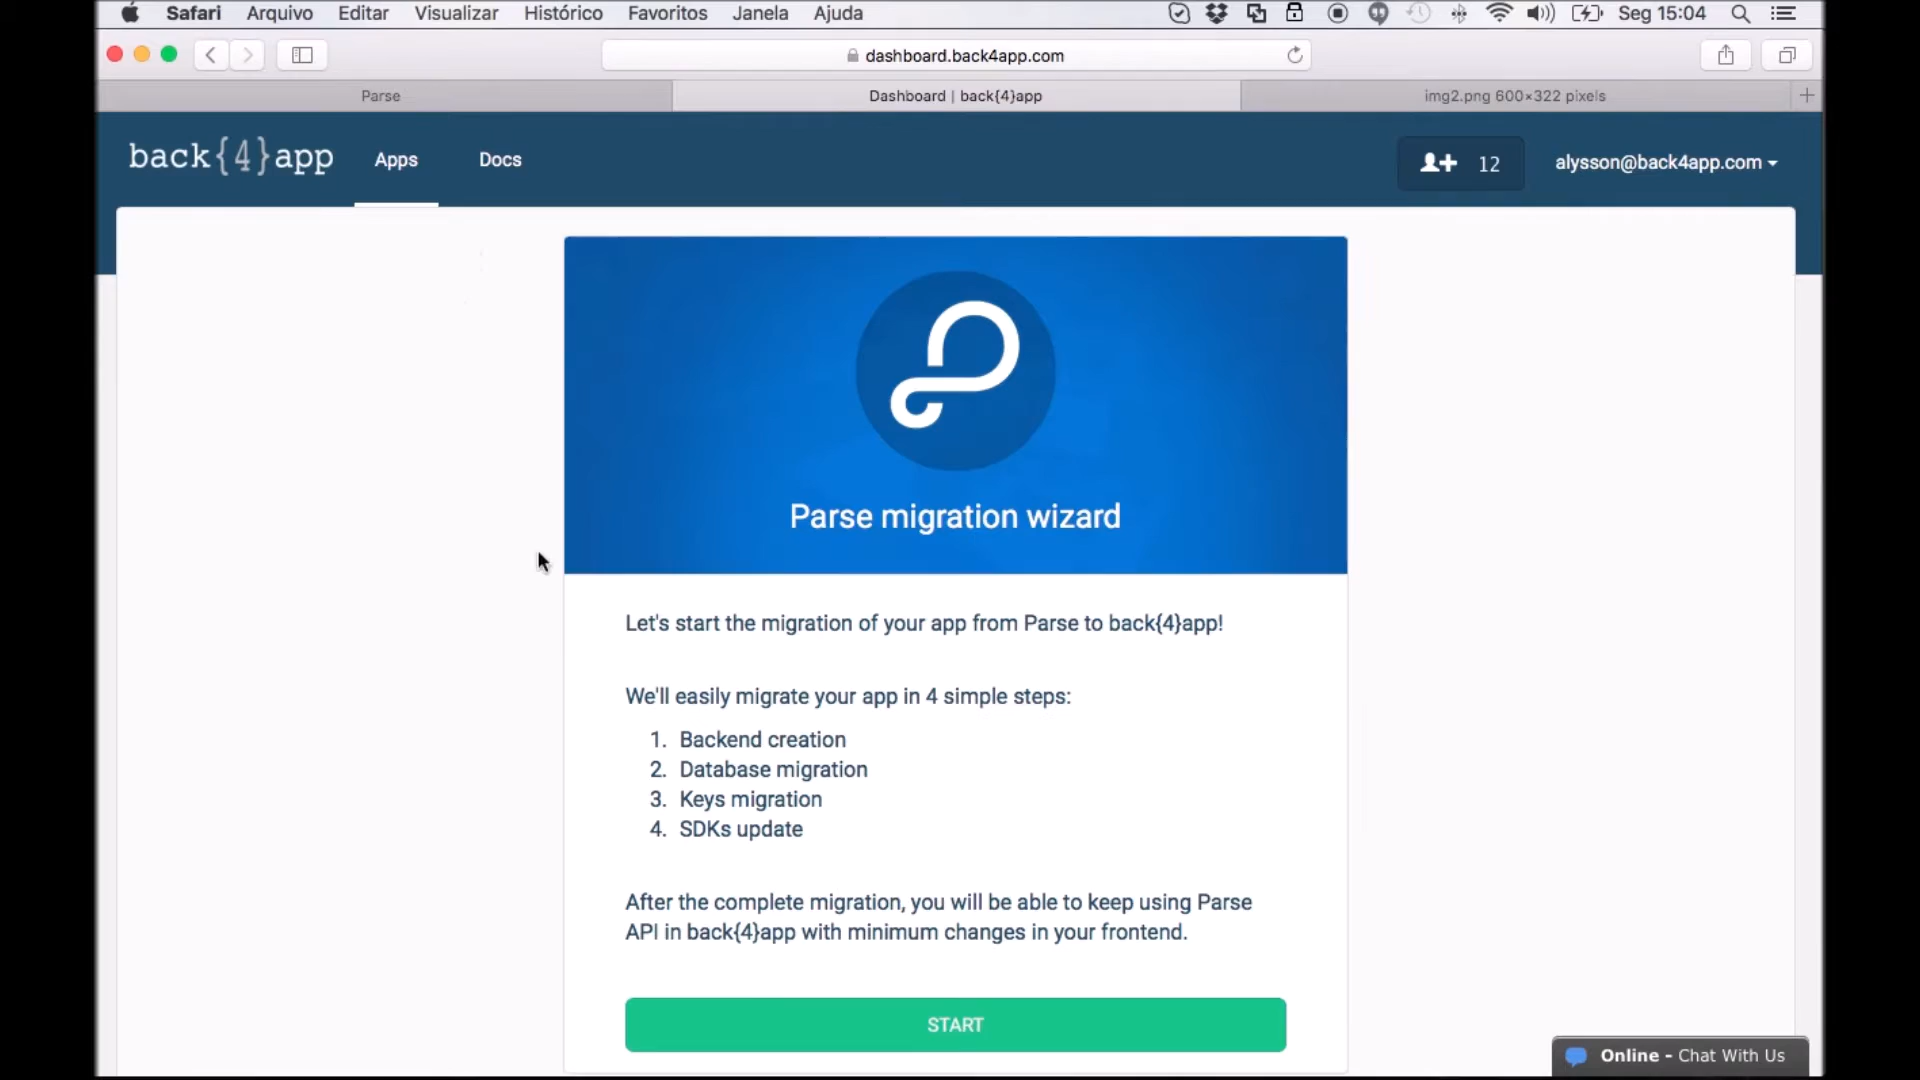 Safari Arquivo Editar Visualizar Histórico Favoritos Janela Ajuda Seg 15:04
dashboard.back4app.com
Parse Dashboard | back{4}app img2.png 600×322 pixels
back{4}app Apps Docs 12 alysson@back4app.com
Parse migration wizard
Let's start the migration of your app from Parse to back{4}app!
We'll easily migrate your app in 4 simple steps:
1. Backend creation
2. Database migration
3. Keys migration
4. SDKs update
After the complete migration, you will be able to keep using Parse
API in back{4}app with minimum changes in your frontend.
START
Online - Chat With Us